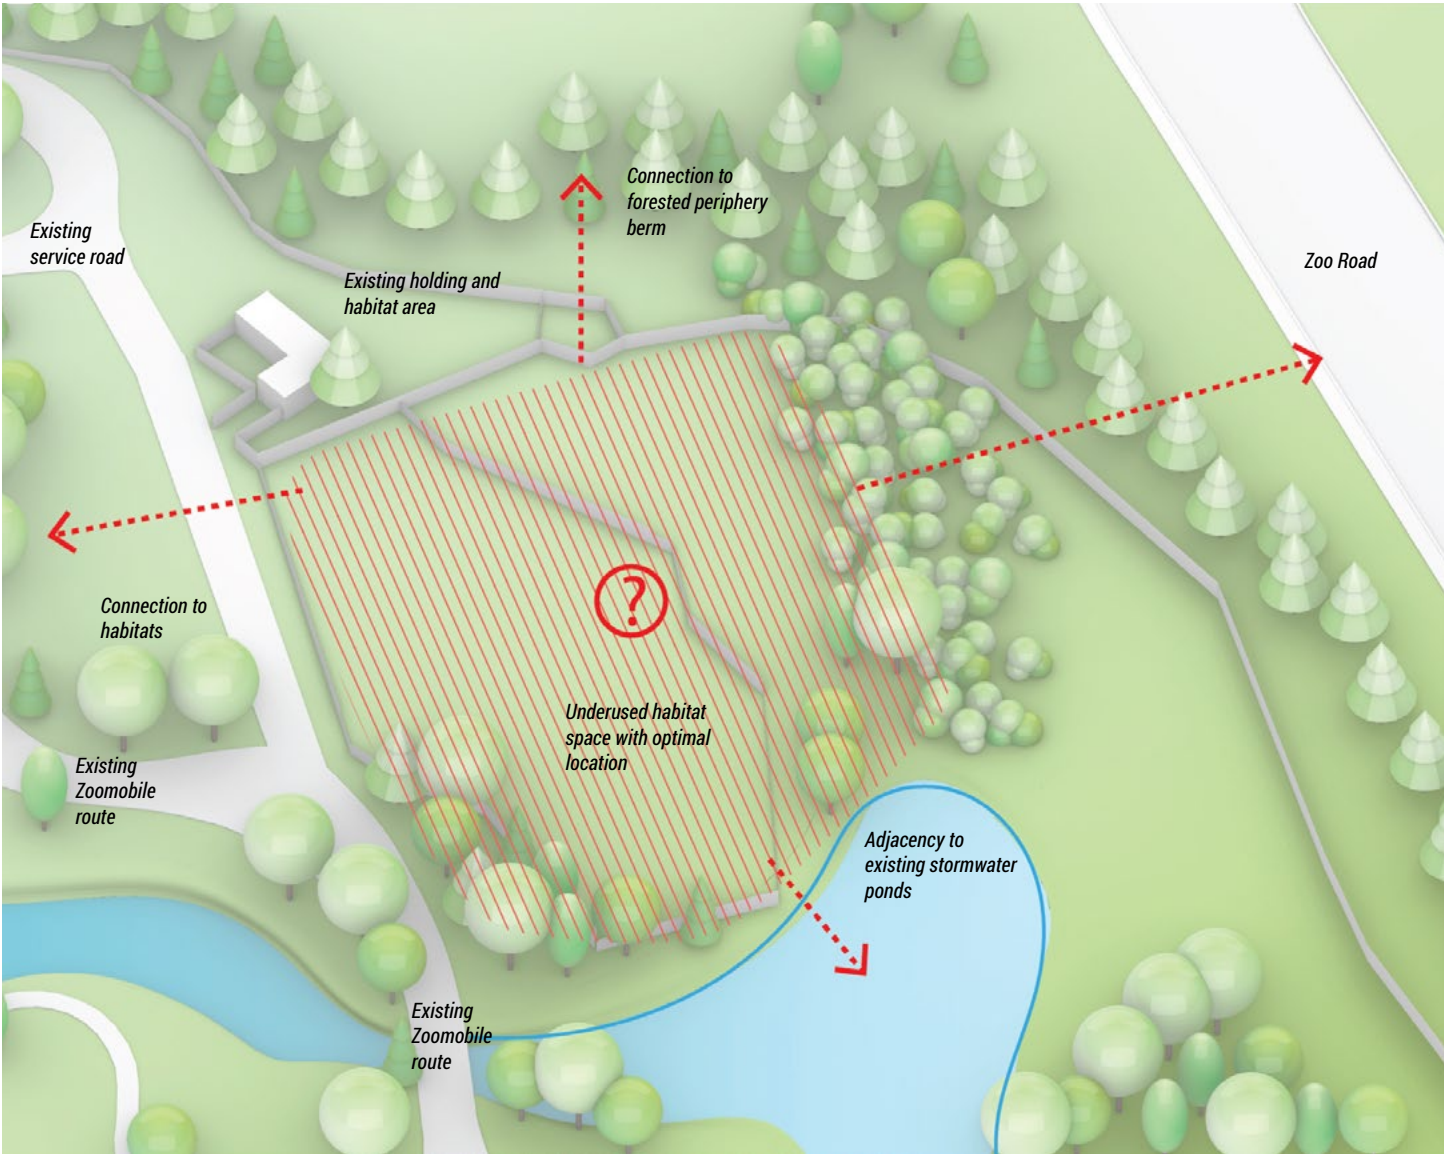 Connection to
forested periphery
berm
Existing
service road
Zoo Road
Existing holding and
habitat area
?
Connection to
habitats
Underused habitat
space with optimal
location
Existing
Zoomobile
route
Adjacency to
existing stormwater
ponds
Existing
Zoomobile
route